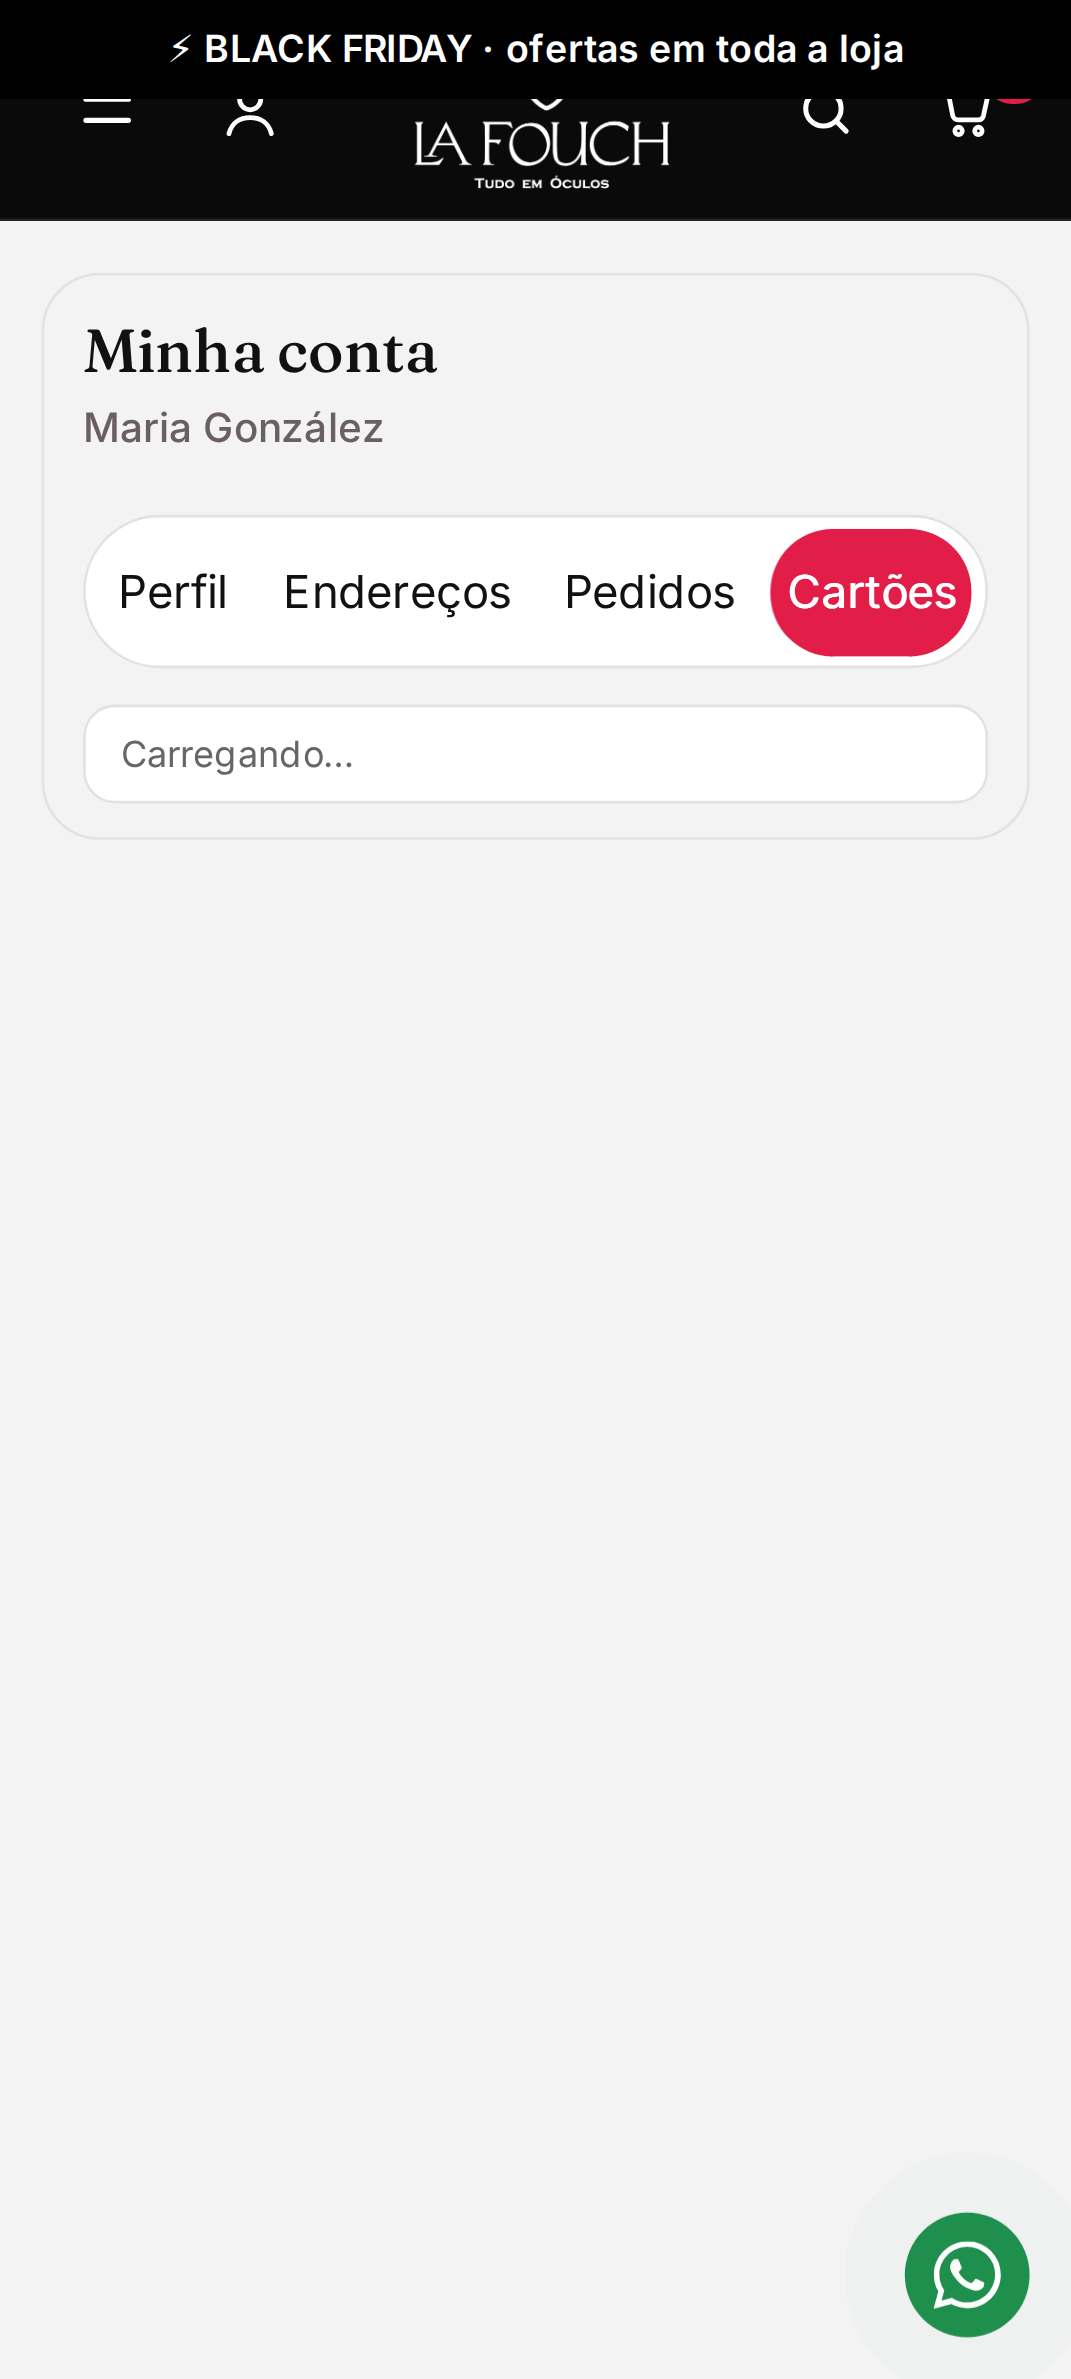 ⚡ BLACK FRIDAY · ofertas em toda a loja
LA FOUCH
Tudo em Óculos
Minha conta
Maria González
Perfil Endereços Pedidos Cartões
Carregando...